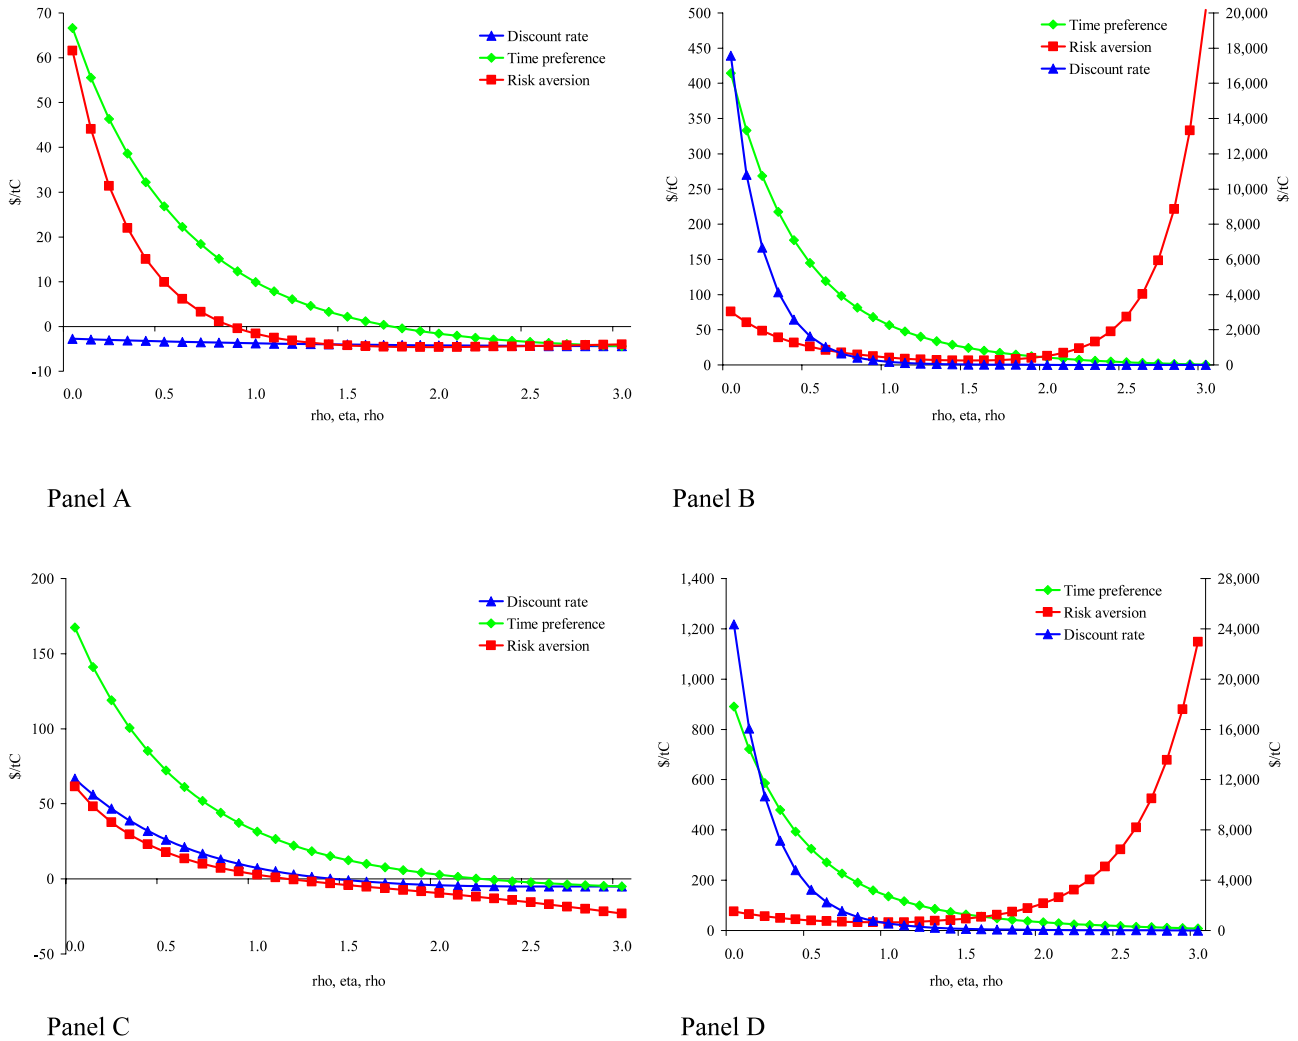 70
60
50
40
30
20
10
0
-10
$/tC
Discount rate
Time preference
Risk aversion
0.0 0.5 1.0 1.5 2.0 2.5 3.0
rho, eta, rho
Panel A
500
450
400
350
300
250
200
150
100
50
0
$/tC
Time preference
Risk aversion
Discount rate
20,000
18,000
16,000
14,000
12,000
10,000
8,000
6,000
4,000
2,000
0
$/tC
0.0 0.5 1.0 1.5 2.0 2.5 3.0
rho, eta, rho
Panel B
200
150
100
50
0
-50
$/tC
Discount rate
Time preference
Risk aversion
0.0 0.5 1.0 1.5 2.0 2.5 3.0
rho, eta, rho
Panel C
1,400
1,200
1,000
800
600
400
200
0
$/tC
Time preference
Risk aversion
Discount rate
28,000
24,000
20,000
16,000
12,000
8,000
4,000
0
$/tC
0.0 0.5 1.0 1.5 2.0 2.5 3.0
rho, eta, rho
Panel D